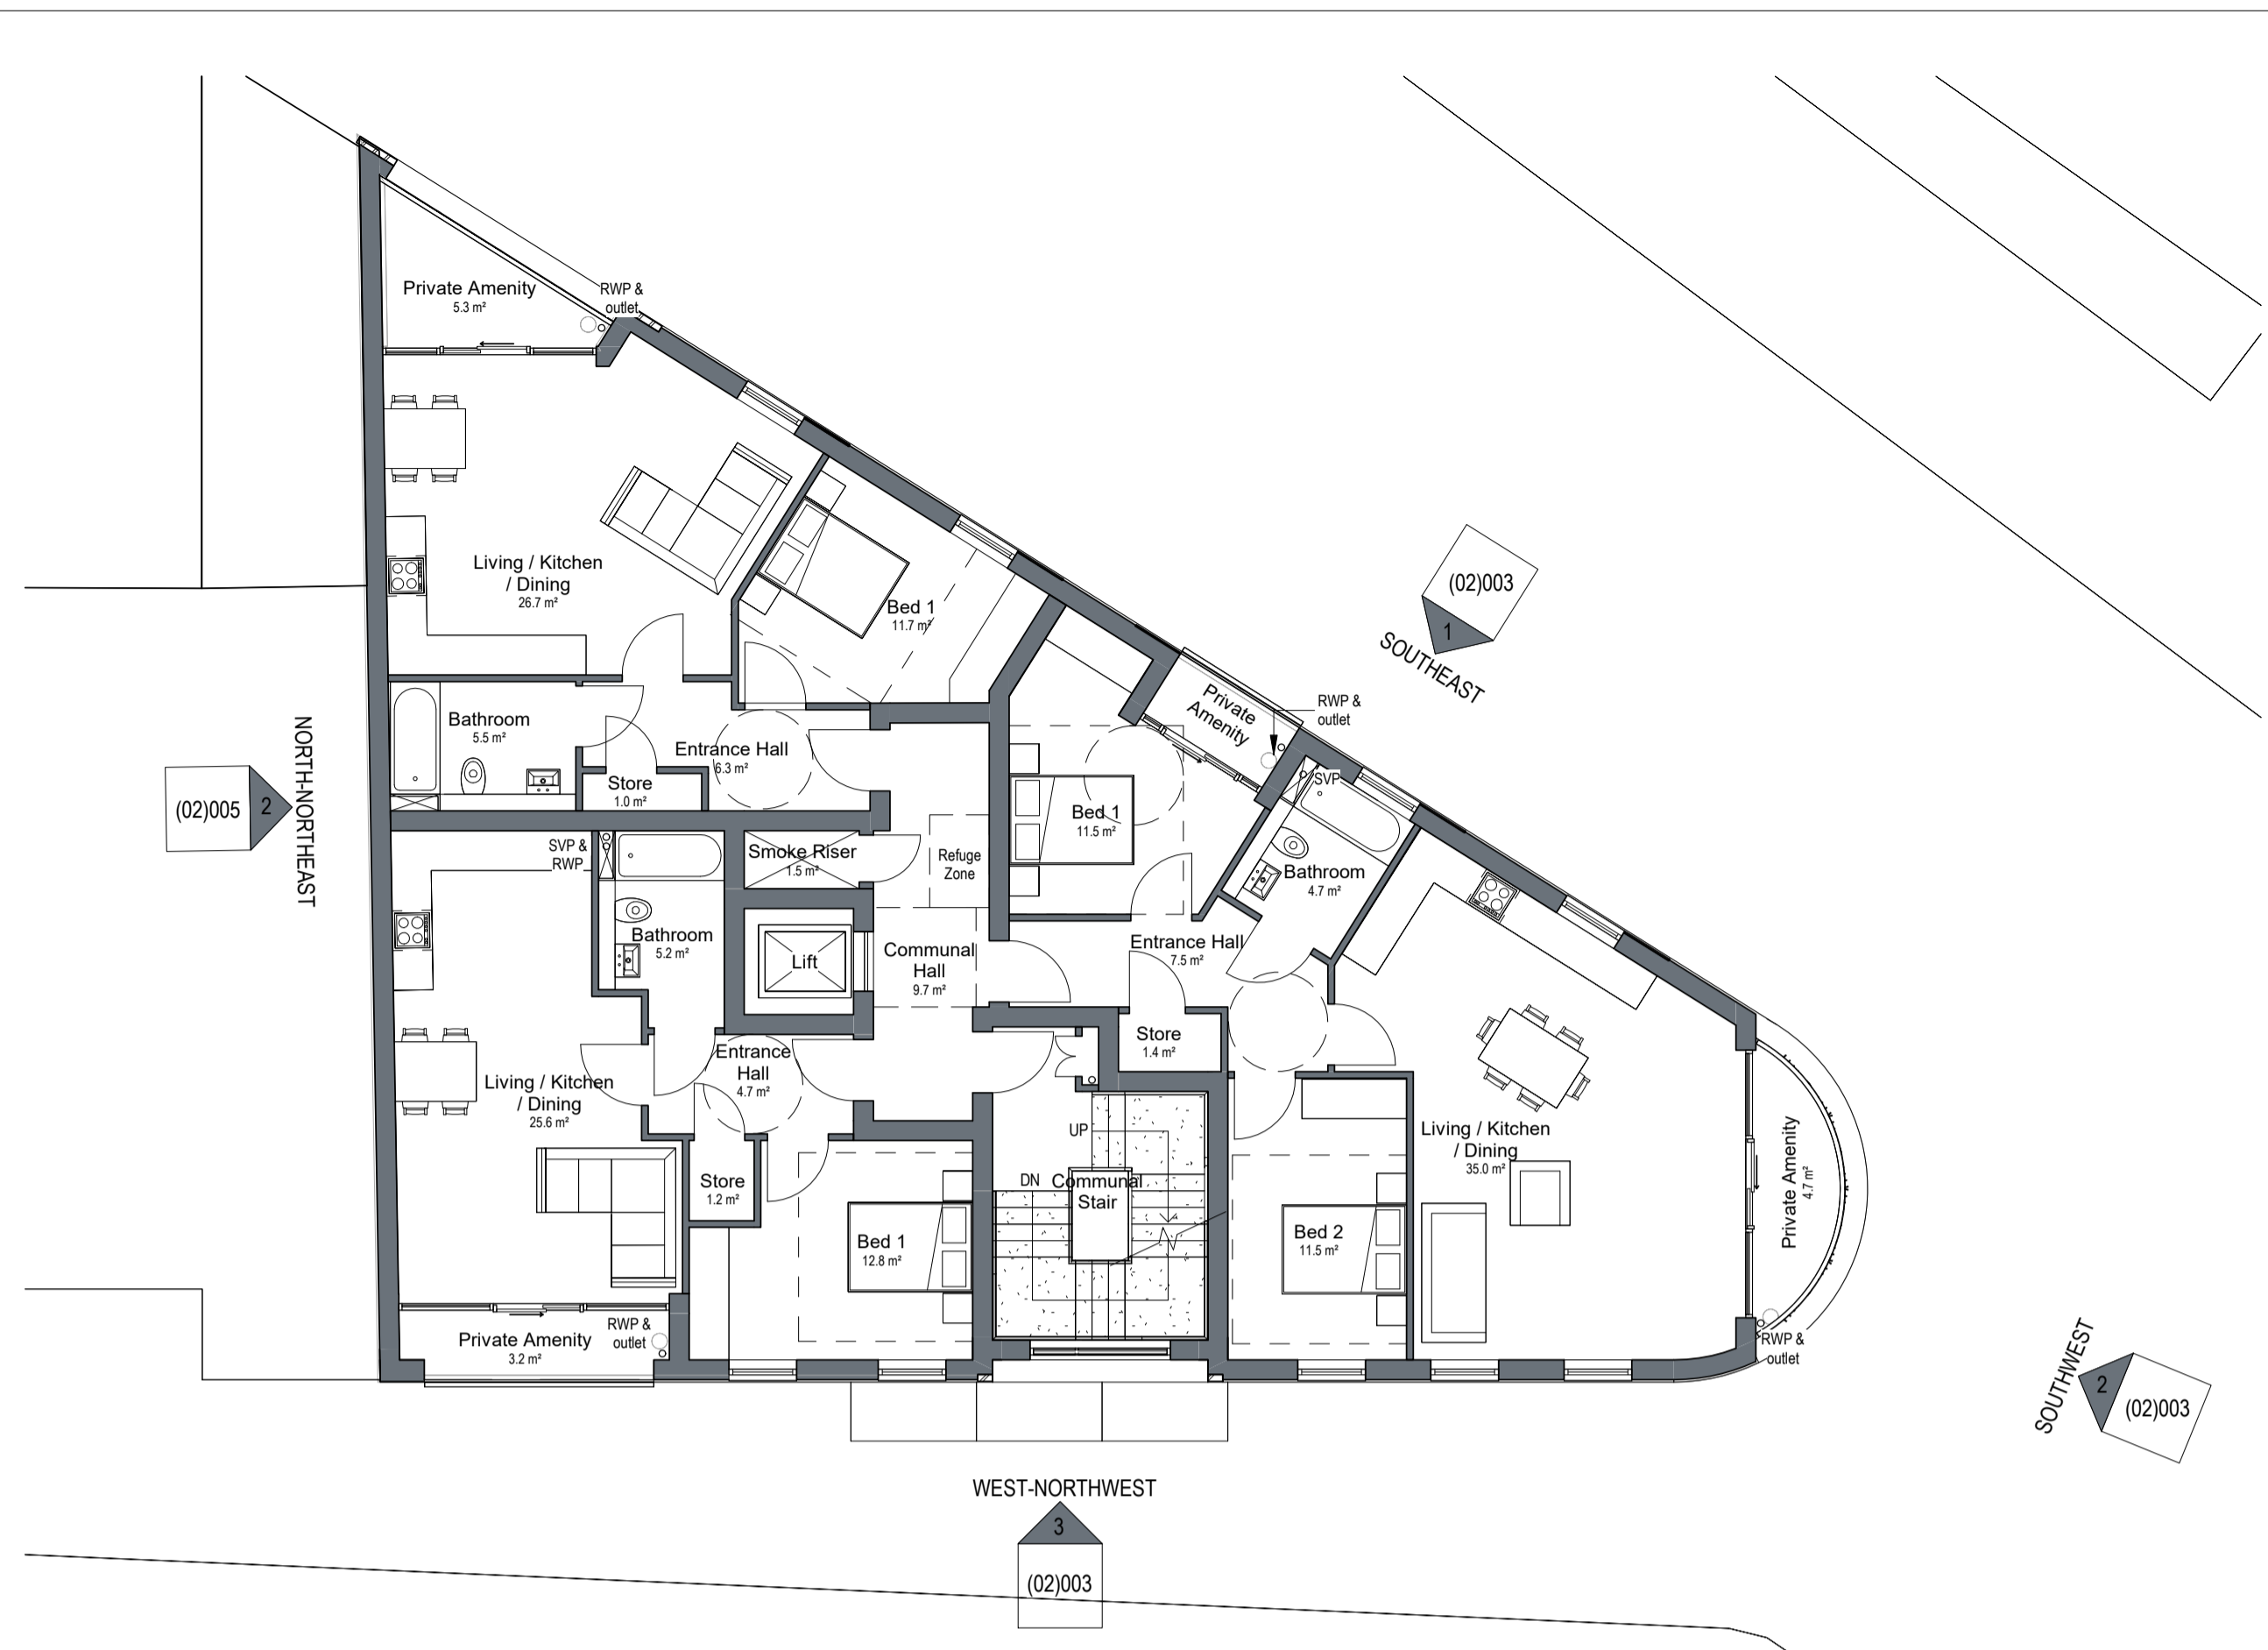 Private Amenity
5.3 m²
RWP &
outlet
Living / Kitchen
/ Dining
26.7 m²
Bed 1
11.7 m²
(02)003
1
SOUTHEAST
Private
Amenity
RWP &
outlet
Bathroom
5.5 m²
Entrance Hall
6.3 m²
Store
1.0 m²
(02)005
2
NORTH-NORTHEAST
SVP
Bed 1
11.5 m²
SVP &
RWP
Smoke Riser
1.5 m²
Refuge
Zone
Bathroom
4.7 m²
Bathroom
5.2 m²
Lift
Communal
Hall
9.7 m²
Entrance Hall
7.5 m²
Store
1.4 m²
Entrance
Hall
4.7 m²
Living / Kitchen
/ Dining
25.6 m²
UP
DN
Communal
Stair
Store
1.2 m²
Bed 1
12.8 m²
Bed 2
11.5 m²
Living / Kitchen
/ Dining
35.0 m²
Private Amenity
4.7 m²
RWP &
outlet
Private Amenity
3.2 m²
RWP &
outlet
SOUTHWEST
2
(02)003
WEST-NORTHWEST
3
(02)003